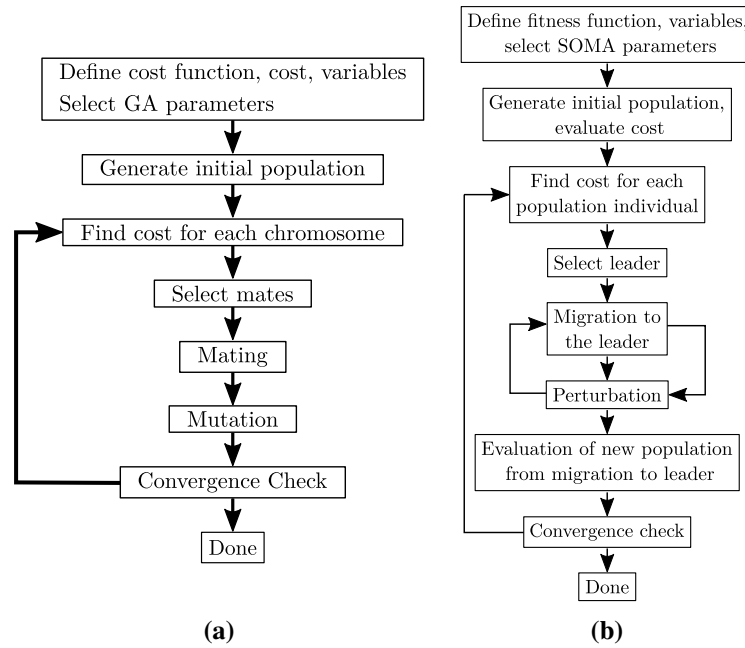 Define cost function, cost, variables
Select GA parameters
Generate initial population
Find cost for each chromosome
Select mates
Mating
Mutation
Convergence Check
Done
(a)
Define fitness function, variables,
select SOMA parameters
Generate initial population,
evaluate cost
Find cost for each
population individual
Select leader
Migration to
the leader
Perturbation
Evaluation of new population
from migration to leader
Convergence check
Done
(b)